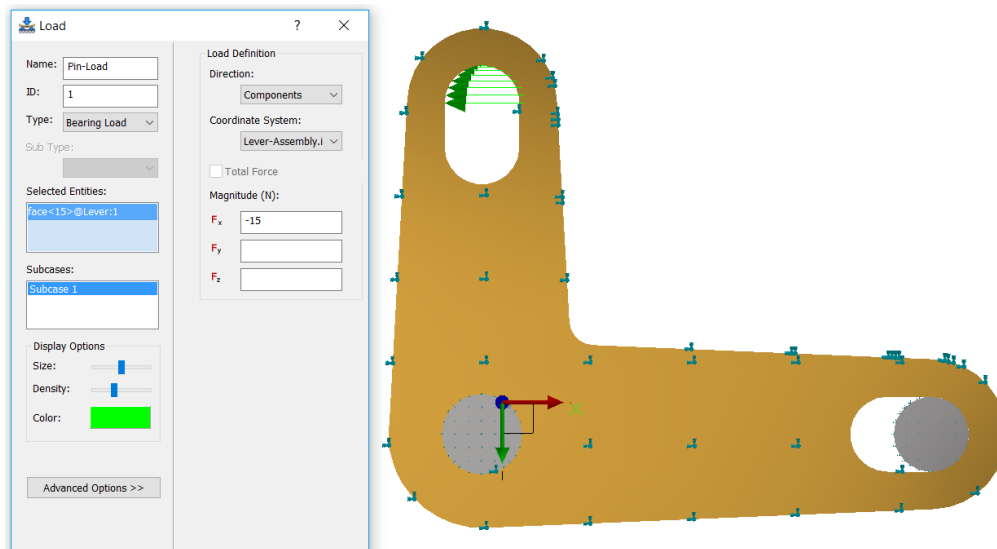 Load
?
Name:
Pin-Load
ID:
1
Type:
Bearing Load
Sub Type:
Selected Entities:
face<15>@Lever:1
Subcases:
Subcase 1
Display Options
Size:
Density:
Color:
Advanced Options >>
Load Definition
Direction:
Components
Coordinate System:
Lever-Assembly.i
Total Force
Magnitude (N):
Fx
-15
Fy
Fz
X